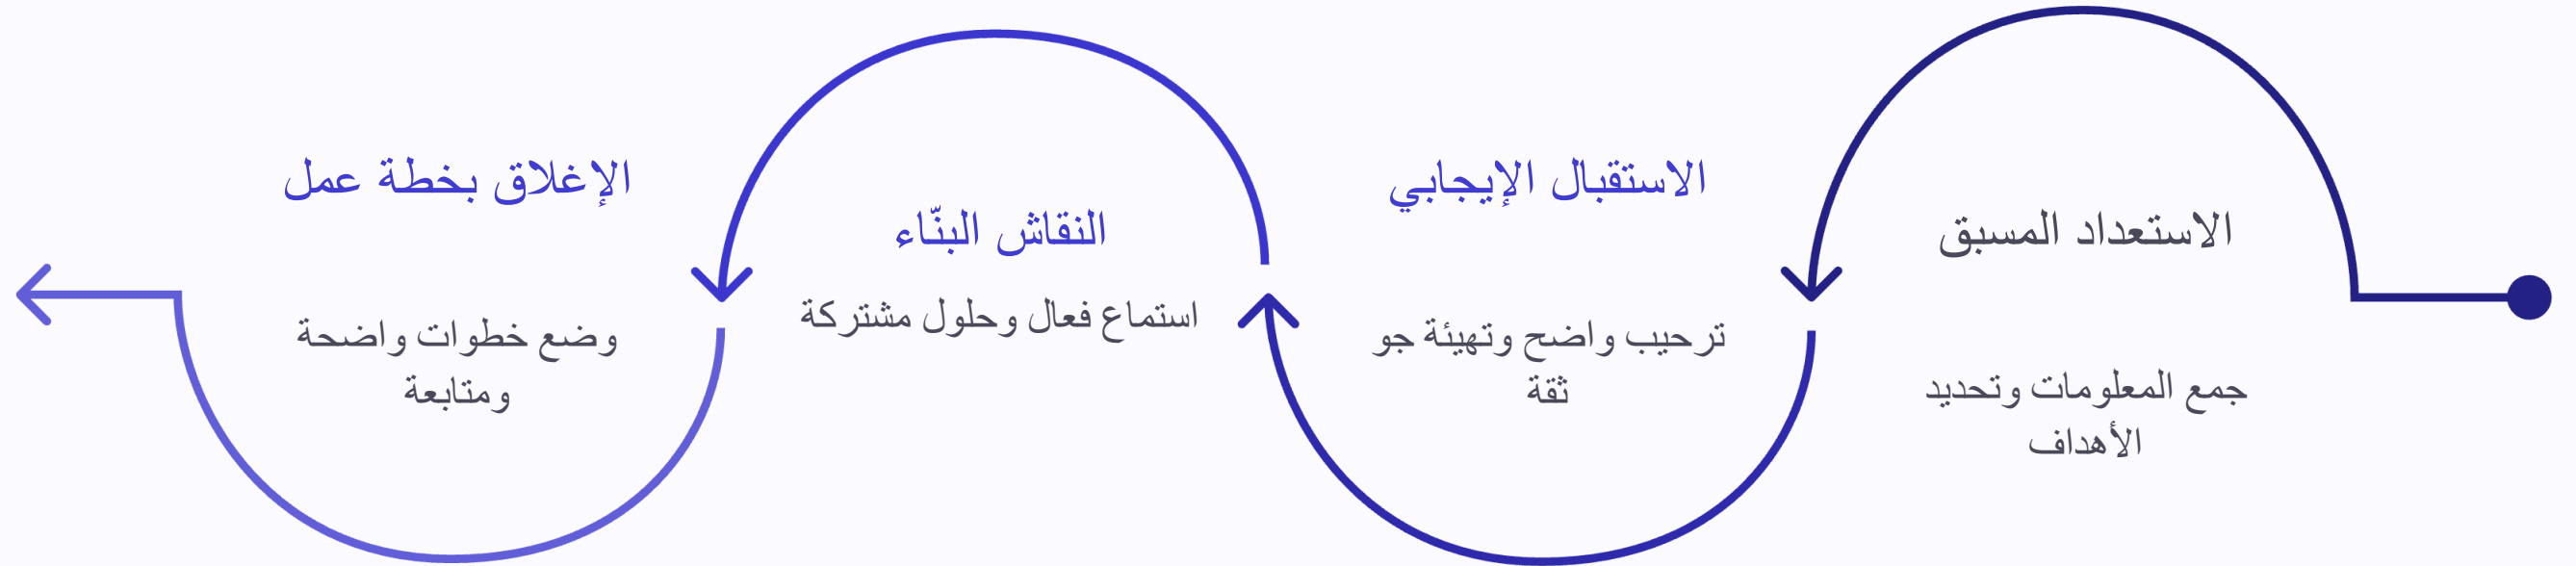 الاستعداد المسبق
جمع المعلومات وتحديد
الأهداف
الاستقبال الإيجابي
ترحيب واضح وتهيئة جو
ثقة
النقاش البنّاء
استماع فعال وحلول مشتركة
الإغلاق بخطة عمل
وضع خطوات واضحة
ومتابعة